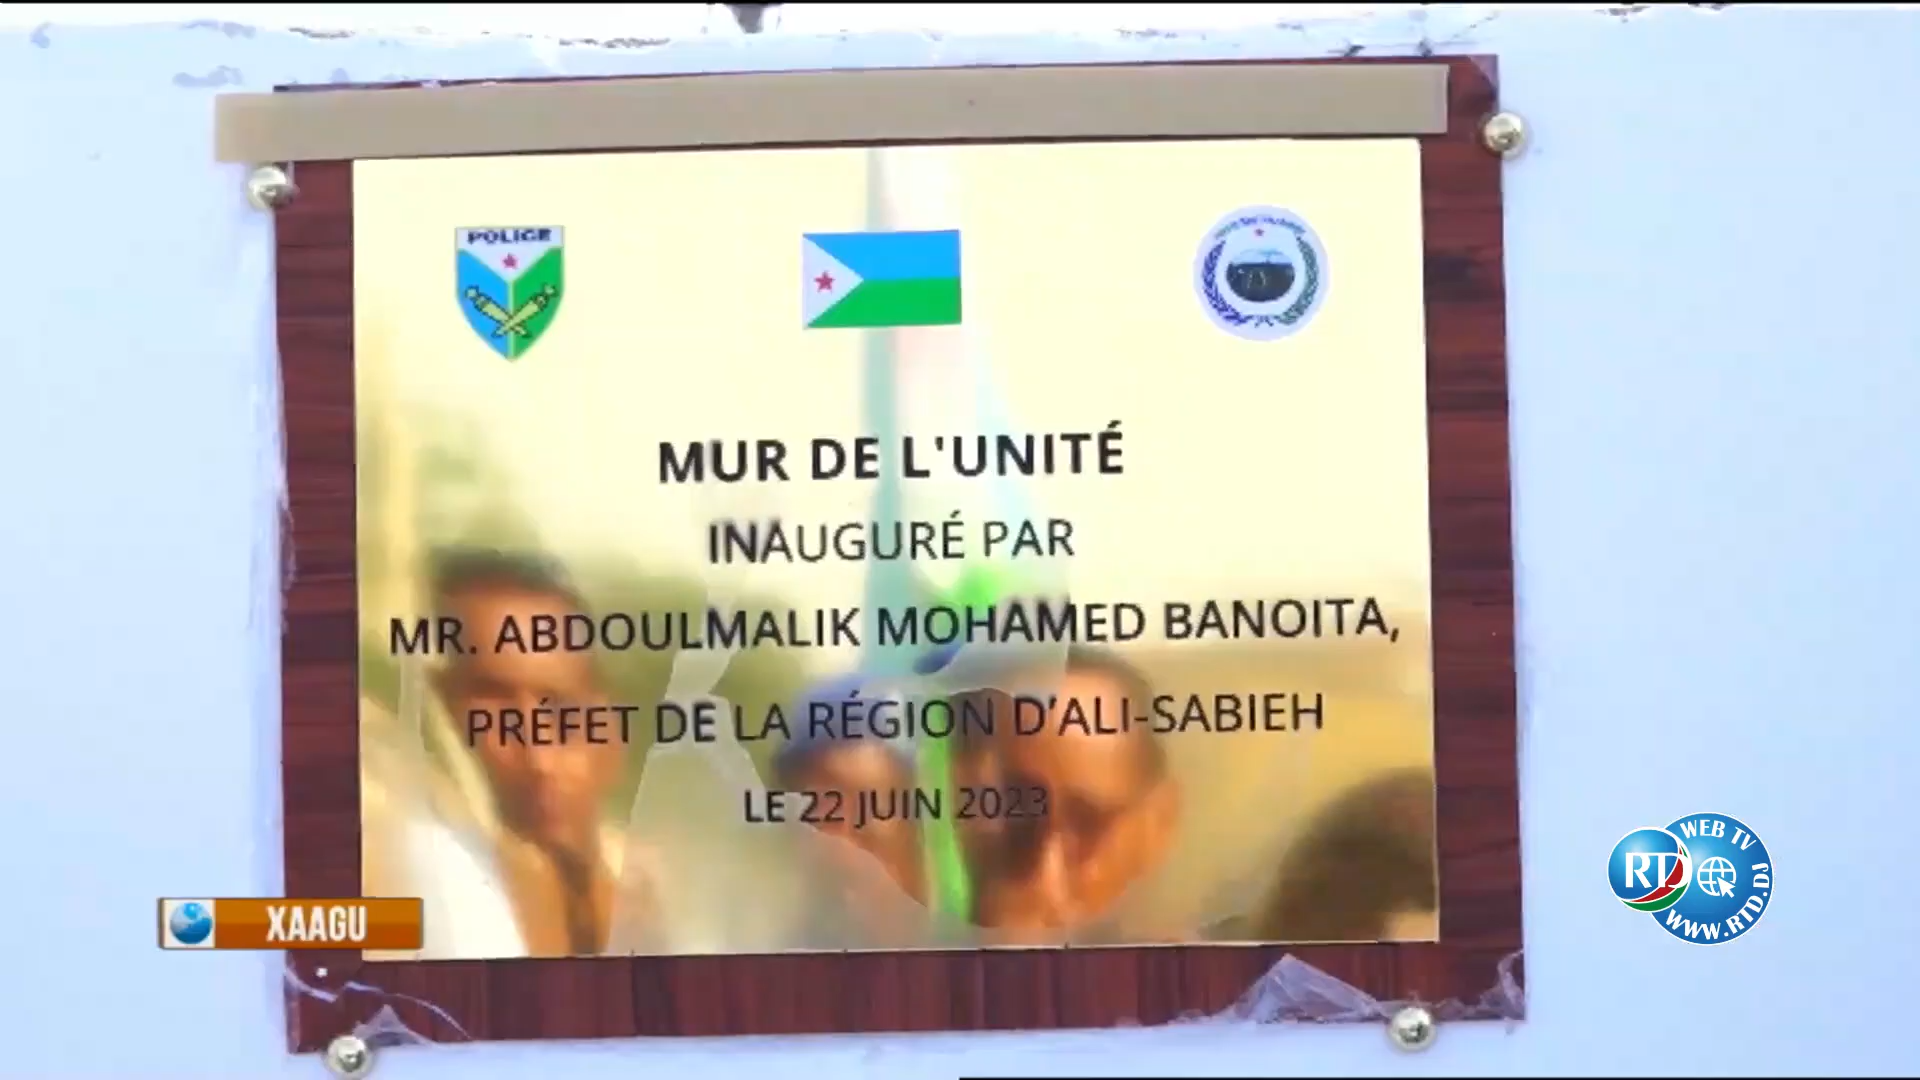 POLICE
MUR DE L'UNITÉ
INAUGURÉ PAR
MR. ABDOULMALIK MOHAMED BANOITA,
PRÉFET DE LA RÉGION D'ALI-SABIEH
LE 22 JUIN 2023
XAAGU
WEB TV
RTD
WWW.RTD.DJ